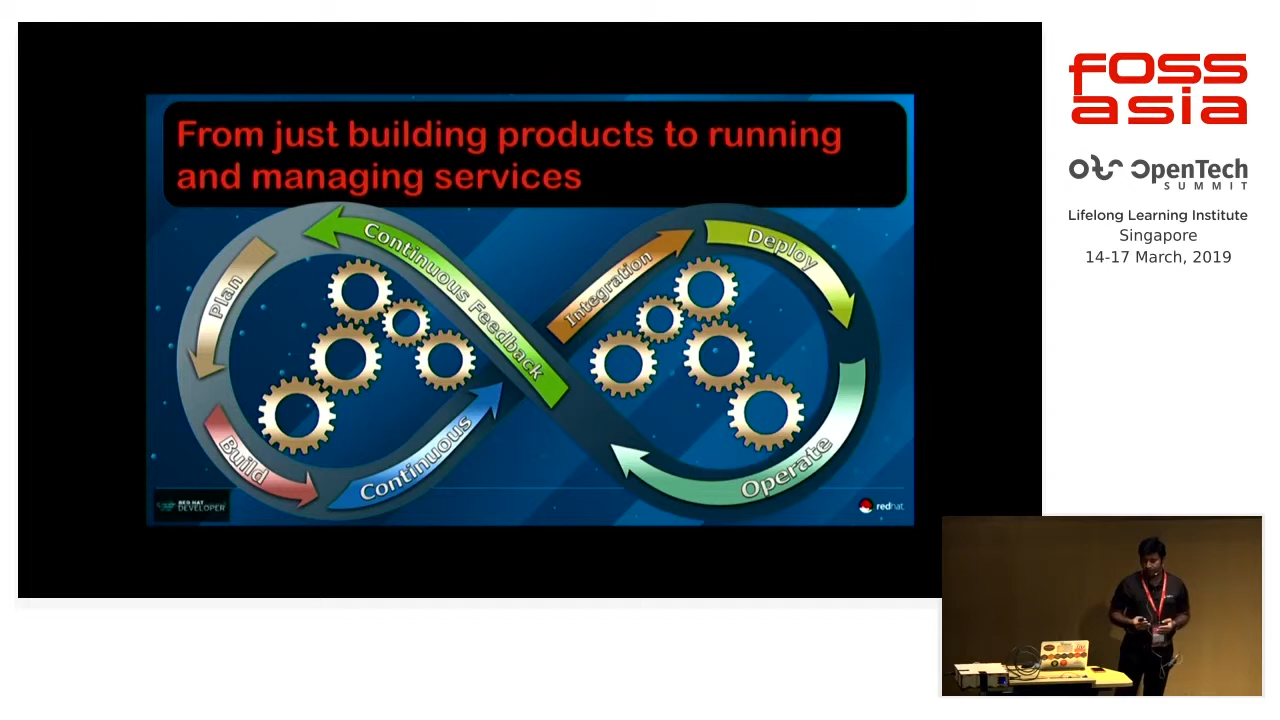 From just building products to running
and managing services
Continuous Feedback
Plan
Build
Continuous
Integration
Deploy
Operate
RED HAT
DEVELOPER
redhat
FOSS
asia
OpenTech
SUMMIT
Lifelong Learning Institute
Singapore
14-17 March, 2019